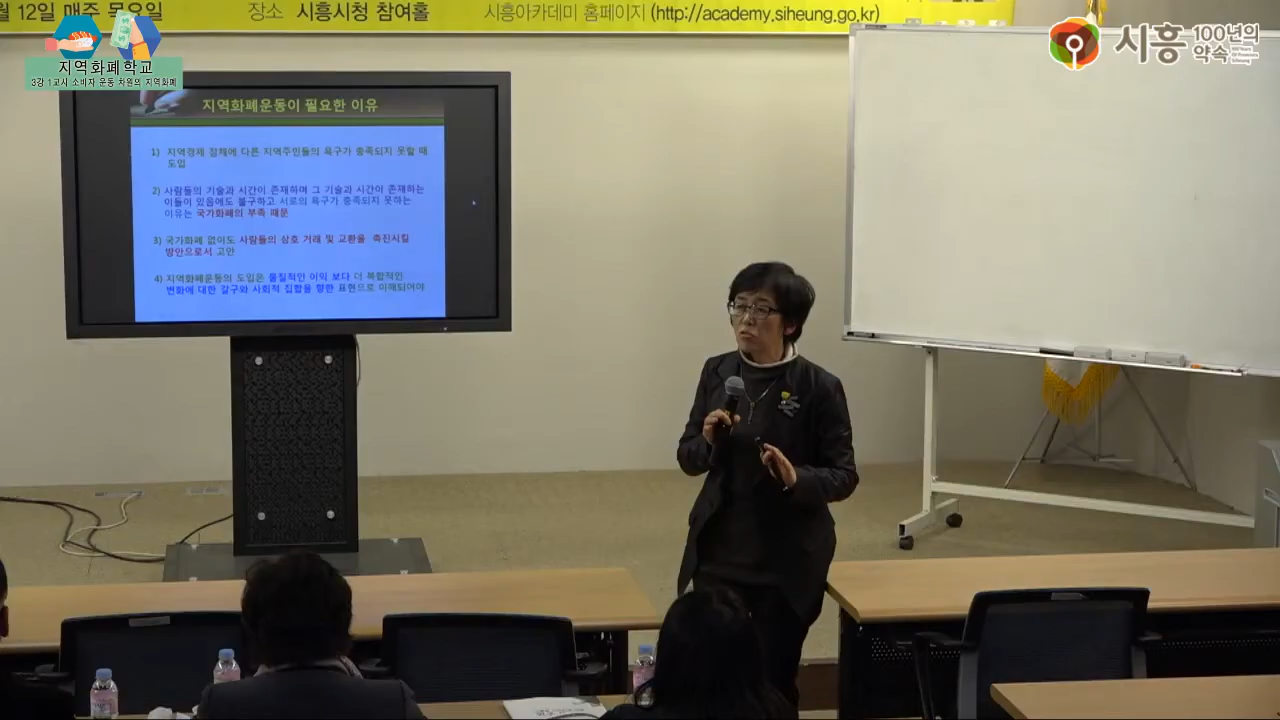 월 12일 매주 목요일 장소 시흥시청 참여홀 시흥아카데미 홈페이지 (http://academy.siheung.go.kr)
지역화폐학교
3강 1교시 소비자 운동 차원의 지역화폐
시흥 100년의 약속
지역화폐운동이 필요한 이유
1) 지역경제 침체에 다른 지역주민들의 욕구가 충족되지 못할 때
도입
2) 사람들의 기술과 시간이 존재하며 그 기술과 시간이 존재하는
이들이 있음에도 불구하고 서로의 욕구가 충족되지 못하는
이유는 국가화폐의 부족 때문
3) 국가화폐 없이도 사람들의 상호 거래 및 교환을 촉진시킬
방안으로서 고안
4) 지역화폐운동의 도입은 물질적안 이익 보다 더 복합적인
변화에 대한 갈구와 사회적 집합을 향한 표현으로 이해되어야